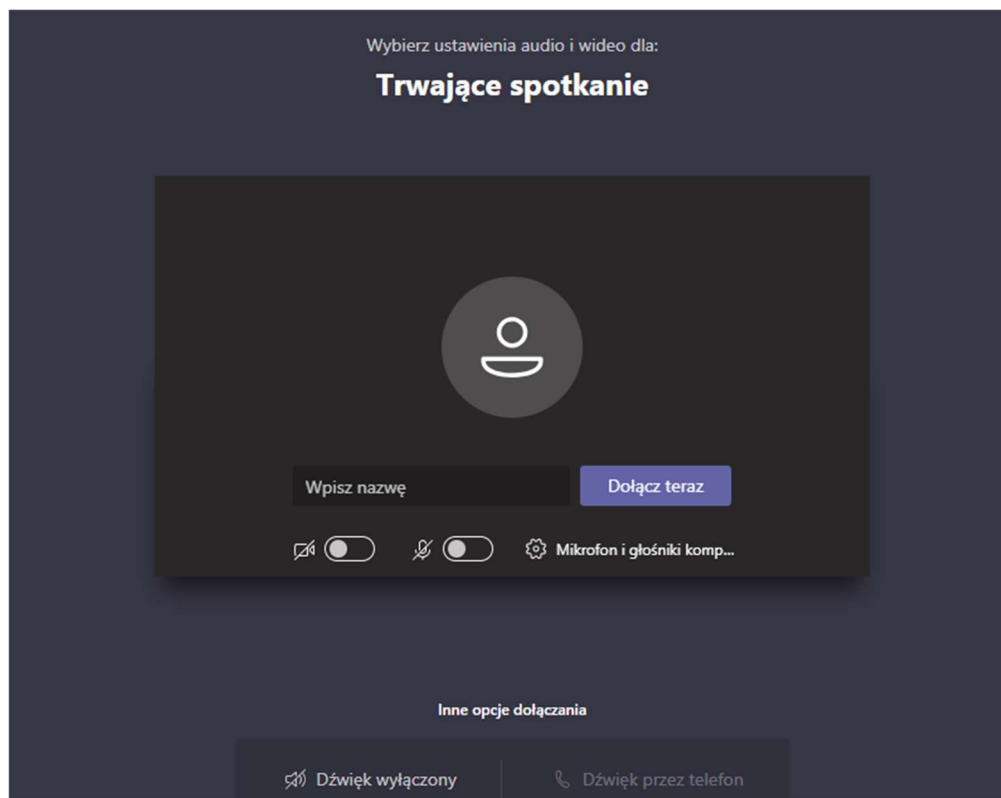 Wybierz ustawienia audio i wideo dla:
Trwające spotkanie
Wpisz nazwę
Dołącz teraz
Mikrofon i głośniki komp...
Inne opcje dołączania
Dźwięk wyłączony
Dźwięk przez telefon